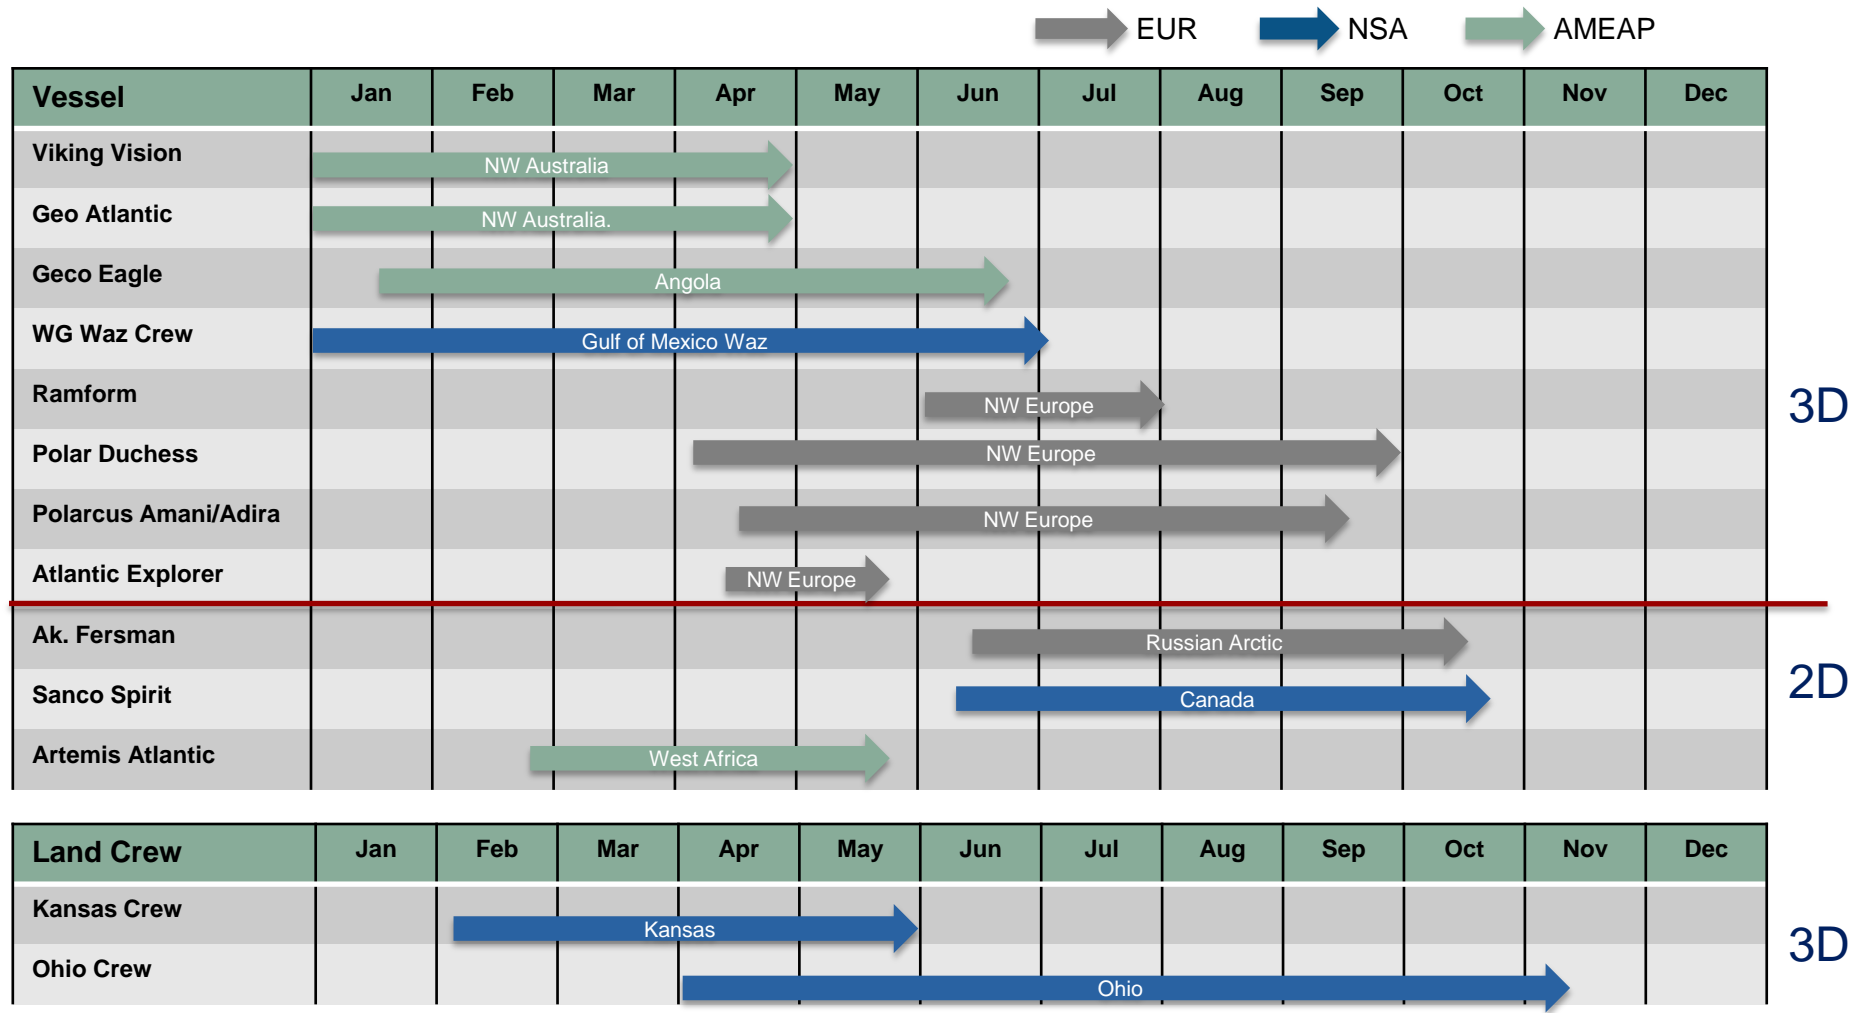 EUR NSA AMEAP
Vessel Jan Feb Mar Apr May Jun Jul Aug Sep Oct Nov Dec
Viking Vision NW Australia
Geo Atlantic NW Australia.
Geco Eagle Angola
WG Waz Crew Gulf of Mexico Waz
Ramform NW Europe
3D
Polar Duchess NW Europe
Polarcus Amani/Adira NW Europe
Atlantic Explorer NW Europe
Ak. Fersman Russian Arctic
Sanco Spirit Canada
2D
Artemis Atlantic West Africa
Land Crew Jan Feb Mar Apr May Jun Jul Aug Sep Oct Nov Dec
Kansas Crew Kansas
3D
Ohio Crew Ohio